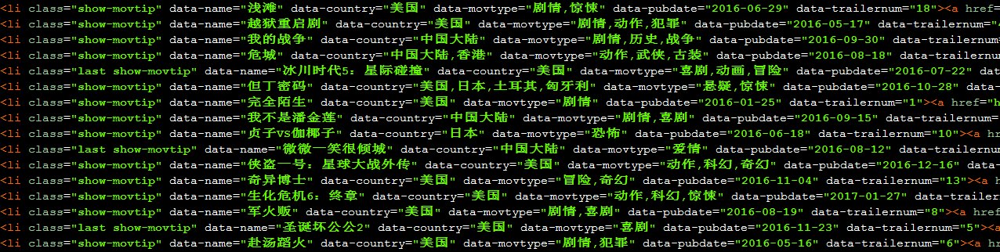 <li class="show-movtip" data-name="浅滩" data-country="美国" data-movtype="剧情,惊悚" data-pubdate="2016-06-29" data-trailernum="18"><a href=
<li class="show-movtip" data-name="越狱重启剧" data-country="美国" data-movtype="剧情,动作,犯罪" data-pubdate="2016-05-17" data-trailernum="4
<li class="show-movtip" data-name="我的战争" data-country="中国大陆" data-movtype="剧情,历史,战争" data-pubdate="2016-09-30" data-trailernum=
<li class="show-movtip" data-name="危城" data-country="中国大陆,香港" data-movtype="动作,武侠,古装" data-pubdate="2016-08-18" data-trailernum
<li class="last show-movtip" data-name="冰川时代5：星际碰撞" data-country="美国" data-movtype="喜剧,动画,冒险" data-pubdate="2016-07-22" dat
<li class="show-movtip" data-name="但丁密码" data-country="美国,日本,土耳其,匈牙利" data-movtype="悬疑,惊悚" data-pubdate="2016-10-28" data-
<li class="show-movtip" data-name="完全陌生" data-country="美国" data-movtype="剧情" data-pubdate="2016-01-25" data-trailernum="1"><a href="h
<li class="show-movtip" data-name="我不是潘金莲" data-country="中国大陆" data-movtype="剧情,喜剧" data-pubdate="2016-09-15" data-trailernum=
<li class="show-movtip" data-name="贞子vs伽椰子" data-country="日本" data-movtype="恐怖" data-pubdate="2016-06-18" data-trailernum="10"><a hr
<li class="last show-movtip" data-name="微微一笑很倾城" data-country="中国大陆" data-movtype="爱情" data-pubdate="2016-08-12" data-trailernu
<li class="show-movtip" data-name="侠盗一号：星球大战外传" data-country="美国" data-movtype="动作,科幻,奇幻" data-pubdate="2016-12-16" data-
<li class="show-movtip" data-name="奇异博士" data-country="美国" data-movtype="冒险,奇幻" data-pubdate="2016-11-04" data-trailernum="13"><a
<li class="show-movtip" data-name="生化危机6：终章" data-country="美国" data-movtype="动作,科幻,惊悚" data-pubdate="2017-01-27" data-trailern
<li class="show-movtip" data-name="军火贩" data-country="美国" data-movtype="剧情,喜剧" data-pubdate="2016-08-19" data-trailernum="8"><a hre
<li class="last show-movtip" data-name="圣诞坏公公2" data-country="美国" data-movtype="喜剧" data-pubdate="2016-11-23" data-trailernum="5"><a
<li class="show-movtip" data-name="赴汤蹈火" data-country="美国" data-movtype="剧情,犯罪" data-pubdate="2016-05-16" data-trailernum="6"><a hr